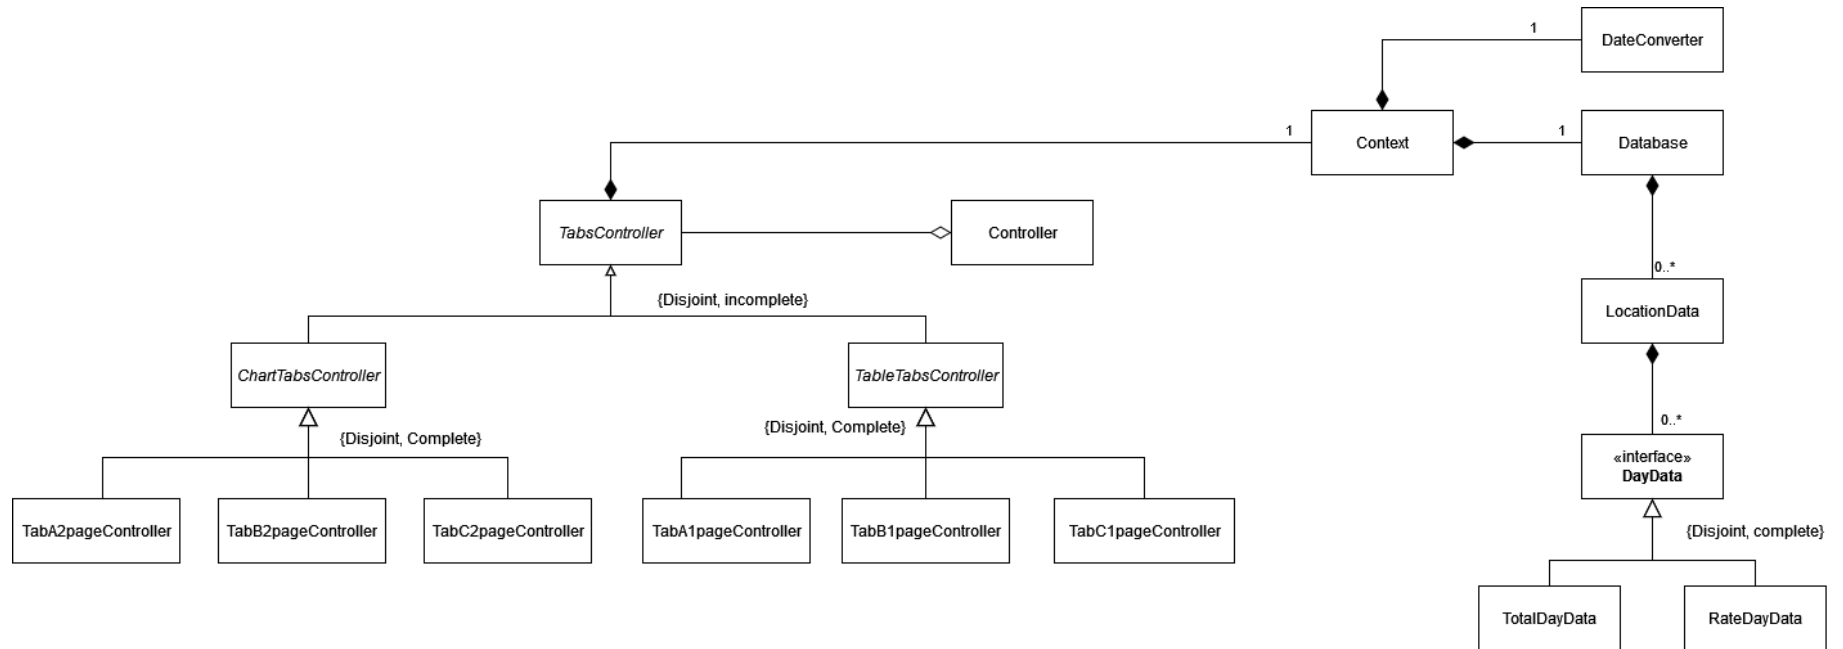 1
DateConverter
1
Context
1
Database
TabsController
Controller
0..*
{Disjoint, incomplete}
LocationData
ChartTabsController
TableTabsController
0..*
{Disjoint, Complete}
{Disjoint, Complete}
«interface»
DayData
TabA2pageController
TabB2pageController
TabC2pageController
TabA1pageController
TabB1pageController
TabC1pageController
{Disjoint, complete}
TotalDayData
RateDayData